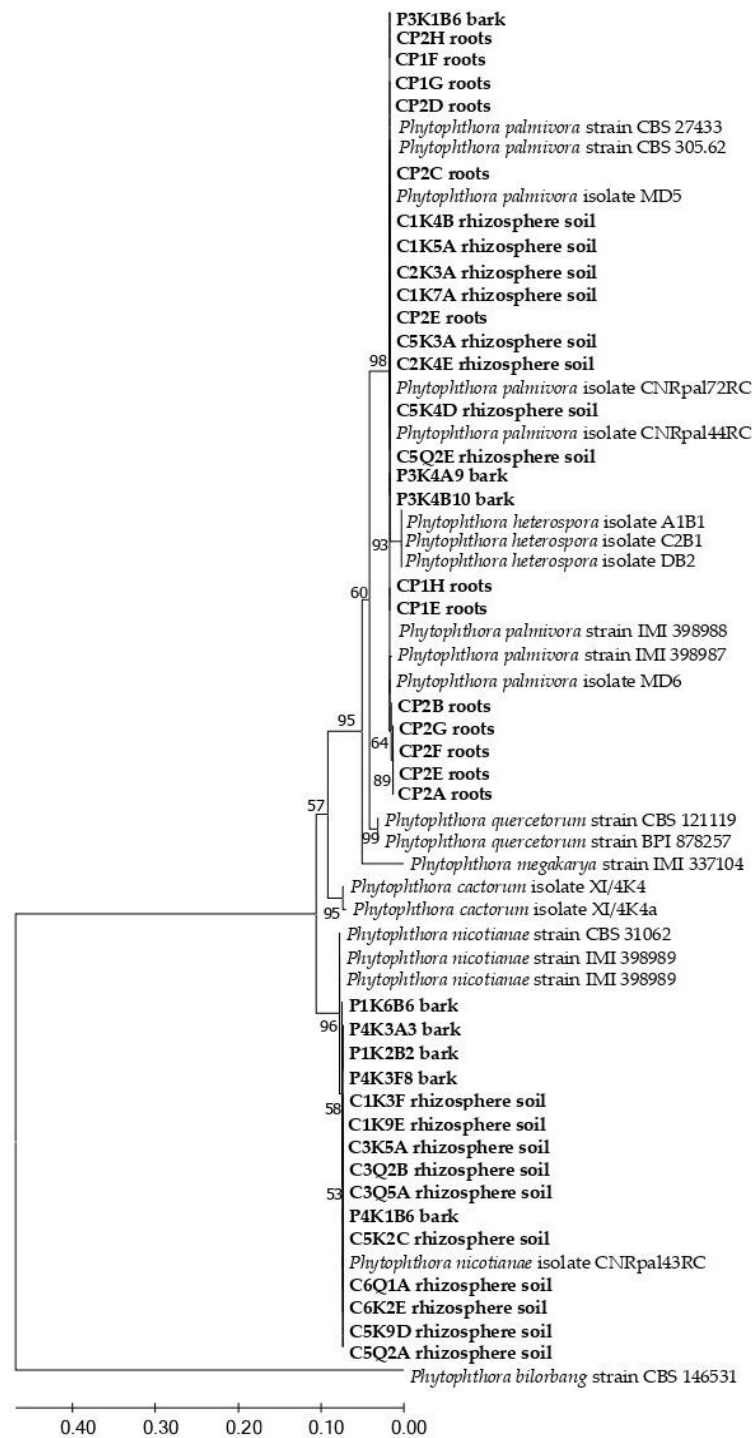 P3K1B6 bark
CP2H roots
CP1F roots
CP1G roots
CP2D roots
Phytophthora palmivora strain CBS 27433
Phytophthora palmivora strain CBS 305.62
CP2C roots
Phytophthora palmivora isolate MD5
C1K4B rhizosphere soil
C1K5A rhizosphere soil
C2K3A rhizosphere soil
C1K7A rhizosphere soil
CP2E roots
C5K3A rhizosphere soil
98
C2K4E rhizosphere soil
Phytophthora palmivora isolate CNRpal72RC
C5K4D rhizosphere soil
Phytophthora palmivora isolate CNRpal44RC
C5Q2E rhizosphere soil
P3K4A9 bark
P3K4B10 bark
Phytophthora heterospora isolate A1B1
93
Phytophthora heterospora isolate C2B1
Phytophthora heterospora isolate DB2
60
CP1H roots
CP1E roots
Phytophthora palmivora strain IMI 398988
Phytophthora palmivora strain IMI 398987
Phytophthora palmivora isolate MD6
CP2B roots
95
CP2G roots
64
CP2F roots
89
CP2E roots
CP2A roots
57
Phytophthora quercetorum strain CBS 121119
99
Phytophthora quercetorum strain BPI 878257
Phytophthora megakarya strain IMI 337104
Phytophthora cactorum isolate XI/4K4
95
Phytophthora cactorum isolate XI/4K4a
Phytophthora nicotianae strain CBS 31062
Phytophthora nicotianae strain IMI 398989
Phytophthora nicotianae strain IMI 398989
P1K6B6 bark
96
P4K3A3 bark
P1K2B2 bark
P4K3F8 bark
58
C1K3F rhizosphere soil
C1K9E rhizosphere soil
C3K5A rhizosphere soil
C3Q2B rhizosphere soil
53
C3Q5A rhizosphere soil
P4K1B6 bark
C5K2C rhizosphere soil
Phytophthora nicotianae isolate CNRpal43RC
C6Q1A rhizosphere soil
C6K2E rhizosphere soil
C5K9D rhizosphere soil
C5Q2A rhizosphere soil
Phytophthora bilorbang strain CBS 146531
0.40 0.30 0.20 0.10 0.00